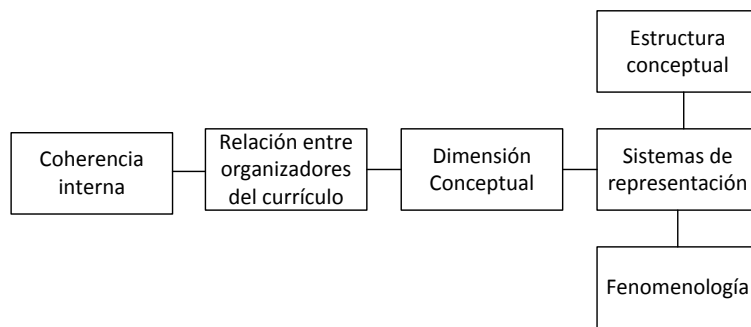 Estructura
conceptual
Coherencia
interna
Relación entre
organizadores
del currículo
Dimensión
Conceptual
Sistemas de
representación
Fenomenología